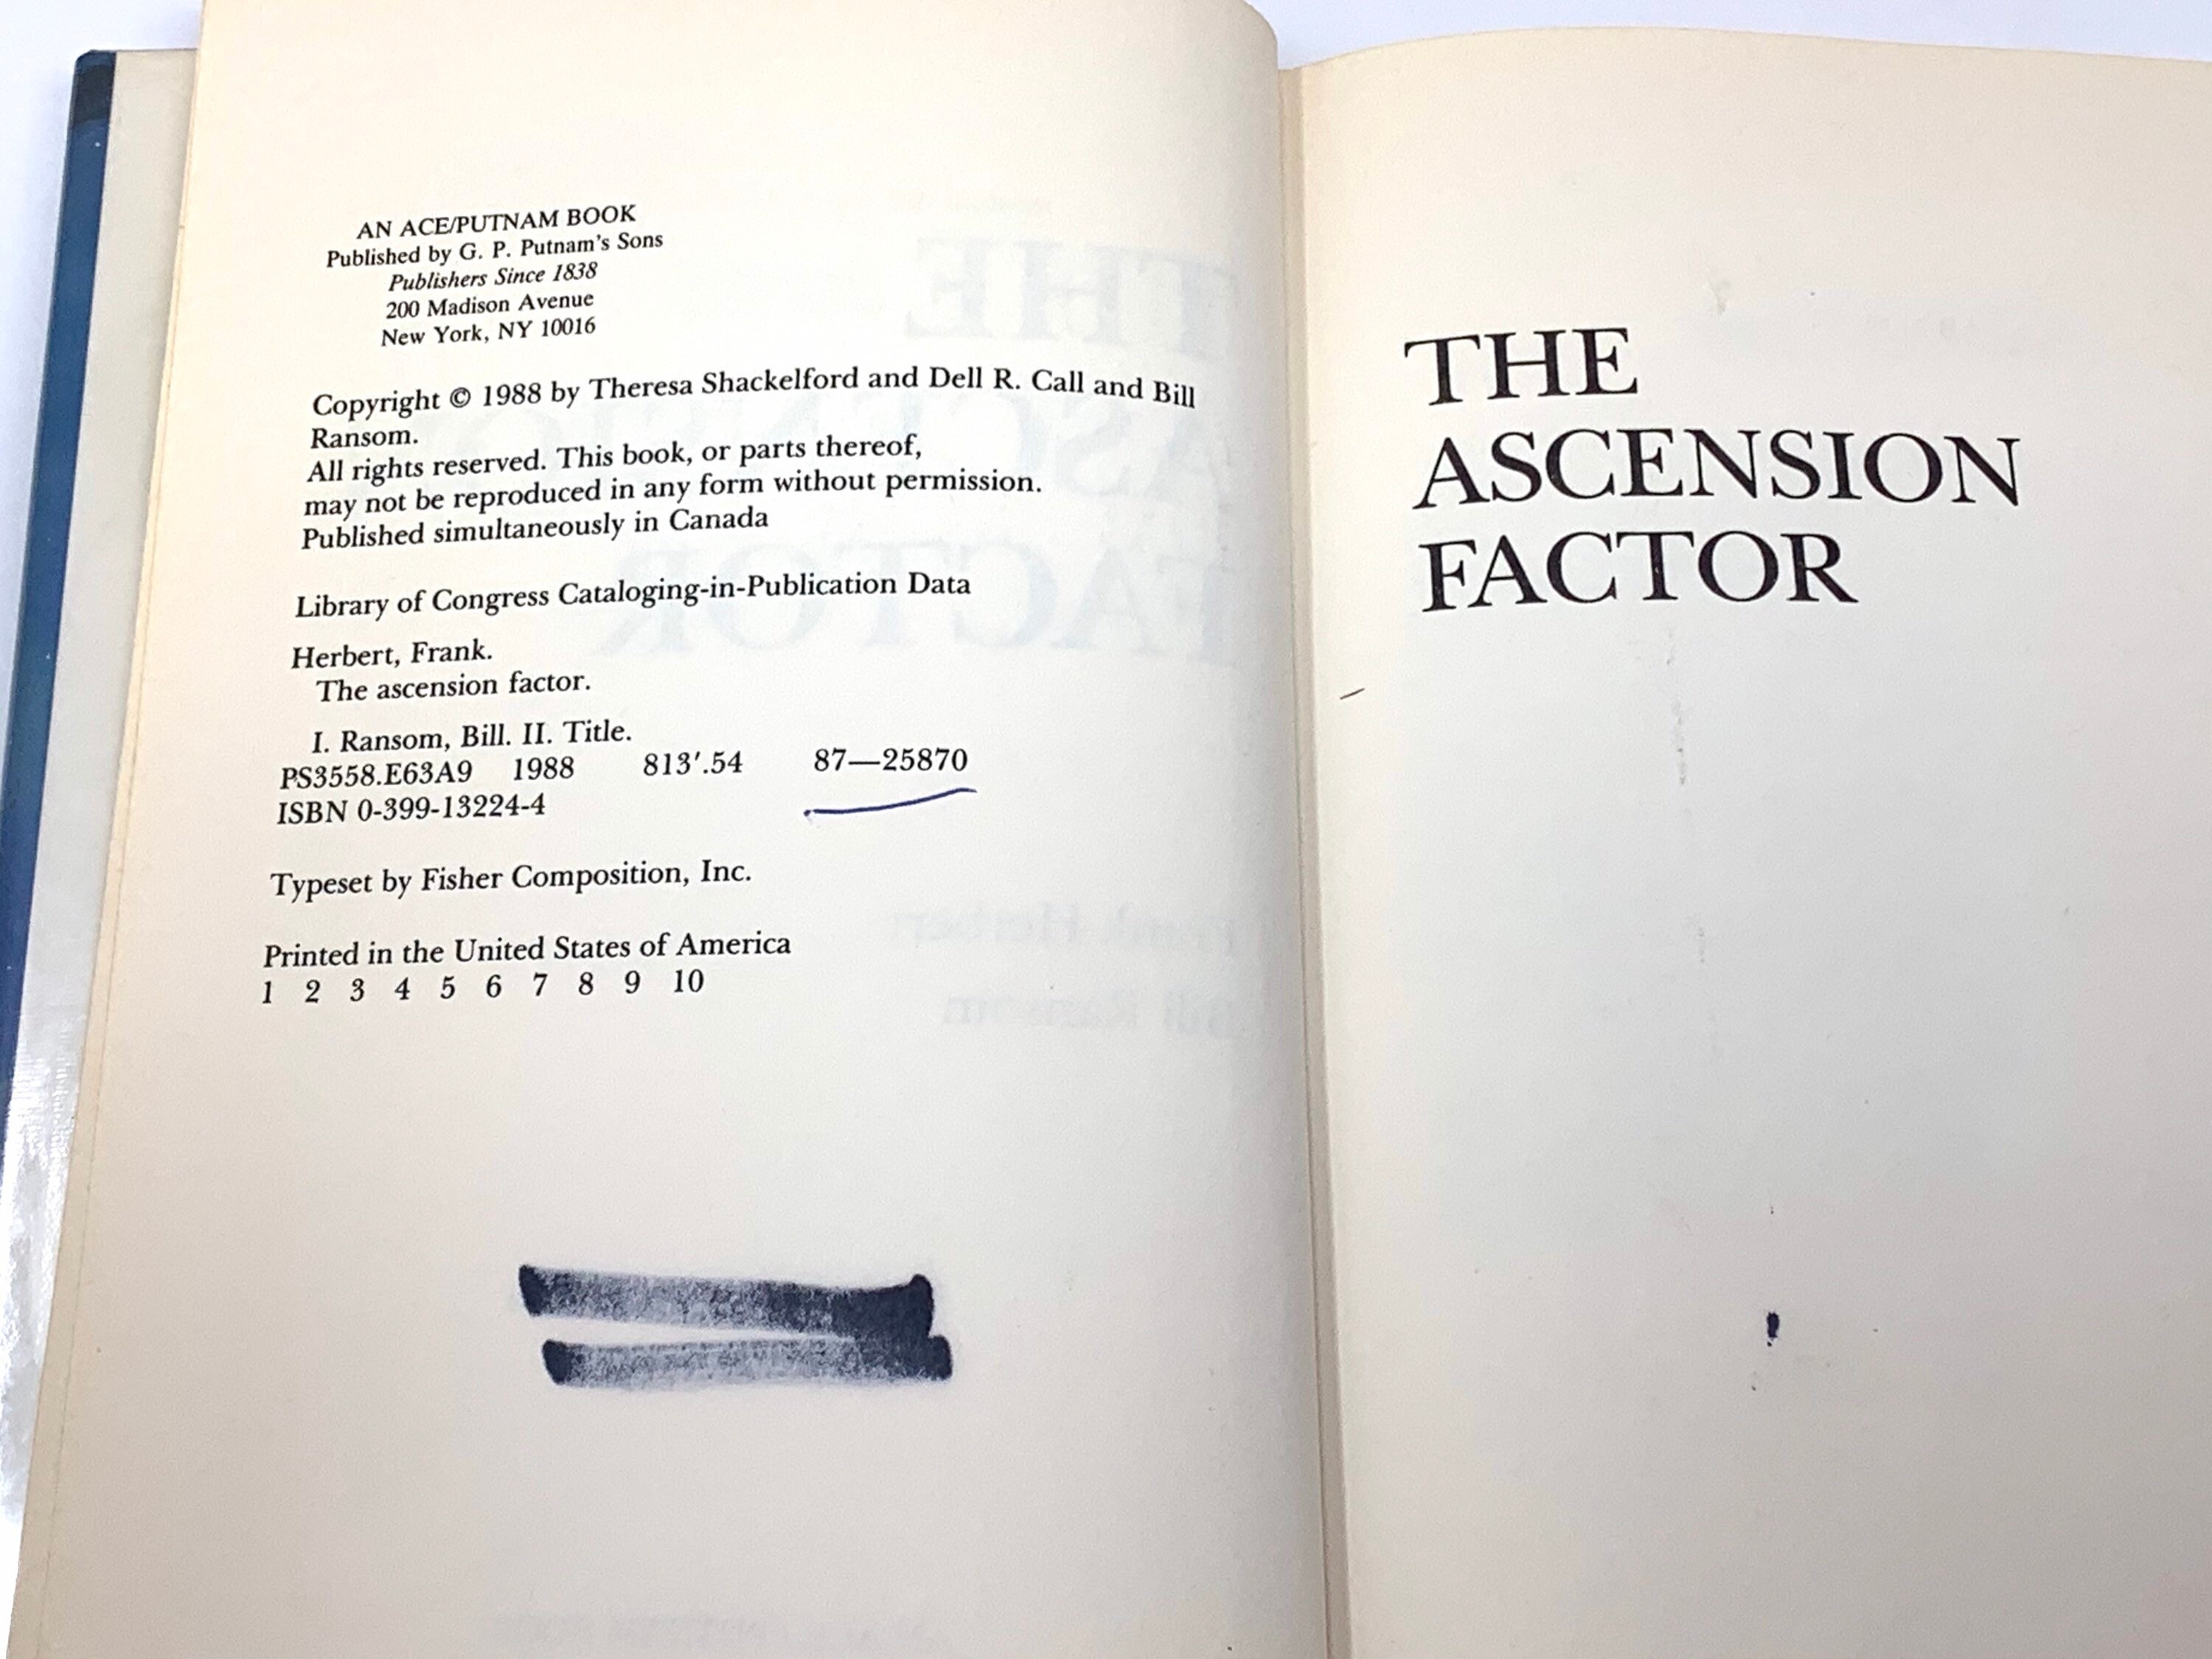 AN ACE/PUTNAM BOOK
Published by G. P. Putnam's Sons
Publishers Since 1838
200 Madison Avenue
New York, NY 10016
Copyright © 1988 by Theresa Shackelford and Dell R. Call and Bill
Ransom.
All rights reserved. This book, or parts thereof,
may not be reproduced in any form without permission.
Published simultaneously in Canada
Library of Congress Cataloging-in-Publication Data
Herbert, Frank.
The ascension factor.
I. Ransom, Bill. II. Title.
PS3558.E63A9 1988 813'.54 87—25870
ISBN 0-399-13224-4
Typeset by Fisher Composition, Inc.
Printed in the United States of America
1 2 3 4 5 6 7 8 9 10
THE
ASCENSION
FACTOR